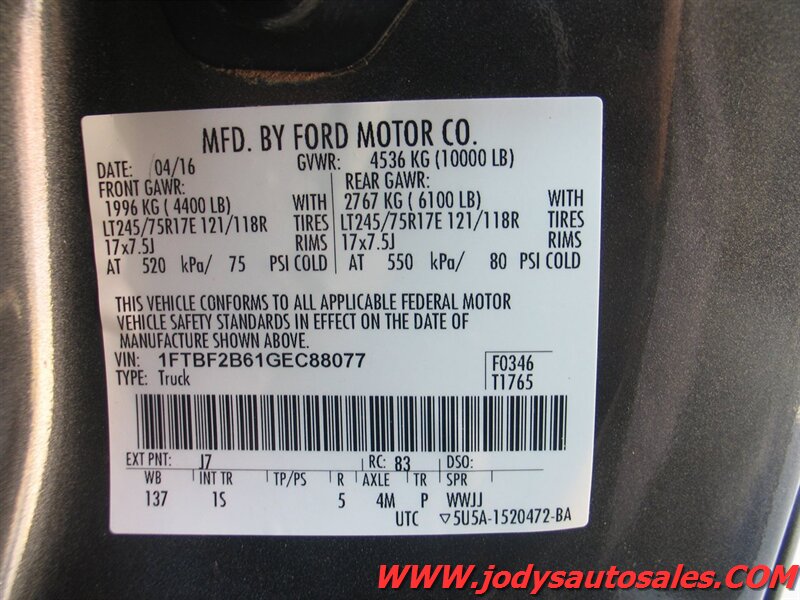 MFD. BY FORD MOTOR CO.
DATE: 04/16 GVWR: 4536 KG (10000 LB)
FRONT GAWR: REAR GAWR:
1996 KG ( 4400 LB) WITH 2767 KG ( 6100 LB) WITH
LT245/75R17E 121/118R TIRES LT245/75R17E 121/118R TIRES
17x7.5J RIMS 17x7.5J RIMS
AT 520 kPa/ 75 PSI COLD AT 550 kPa/ 80 PSI COLD
THIS VEHICLE CONFORMS TO ALL APPLICABLE FEDERAL MOTOR
VEHICLE SAFETY STANDARDS IN EFFECT ON THE DATE OF
MANUFACTURE SHOWN ABOVE.
VIN: 1FTBF2B61GEC88077 F0346
TYPE: Truck T1765
EXT PNT: J7 RC: 83 DSO:
WB INT TR TP/PS R AXLE TR SPR
137 1S 5 4M P WWJJ
UTC ▽5U5A-1520472-BA
WWW.jodysautosales.COM